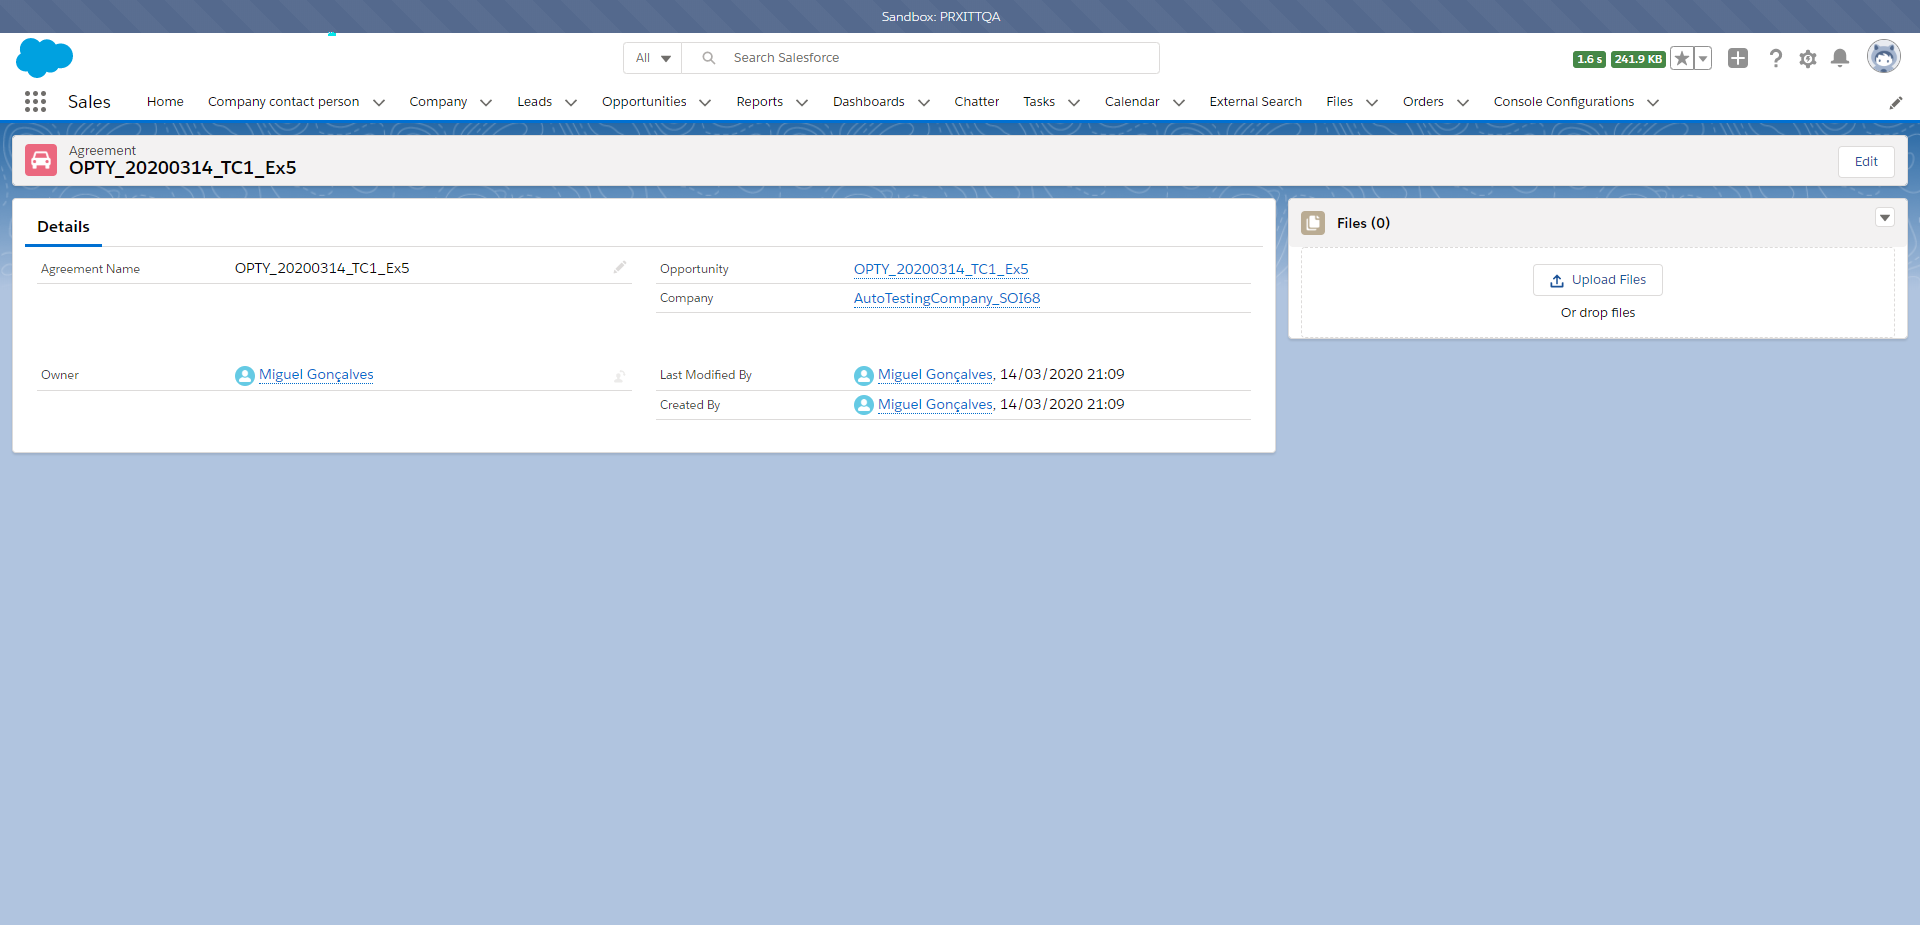 Sandbox: PRXITTQA
All
Search Salesforce
1.6 s
241.9 KB
Sales
Home
Company contact person
Company
Leads
Opportunities
Reports
Dashboards
Chatter
Tasks
Calendar
External Search
Files
Orders
Console Configurations
Agreement
OPTY_20200314_TC1_Ex5
Edit
Details
Agreement Name
OPTY_20200314_TC1_Ex5
Opportunity
OPTY_20200314_TC1_Ex5
Company
AutoTestingCompany_SOI68
Owner
Miguel Gonçalves
Last Modified By
Miguel Gonçalves, 14/03/2020 21:09
Created By
Miguel Gonçalves, 14/03/2020 21:09
Files (0)
Upload Files
Or drop files